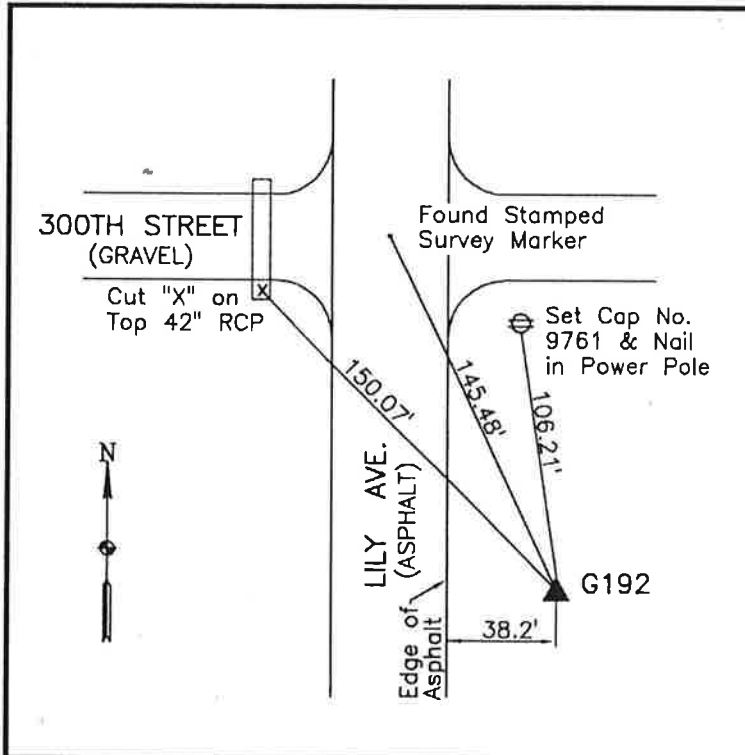 300TH STREET
(GRAVEL)
Found Stamped
Survey Marker
Cut "X" on
Top 42" RCP
X
Set Cap No.
9761 & Nail
in Power Pole
150.07'
145.48'
106.21'
N
LILY AVE.
(ASPHALT)
G192
Edge of
Asphalt
38.2'